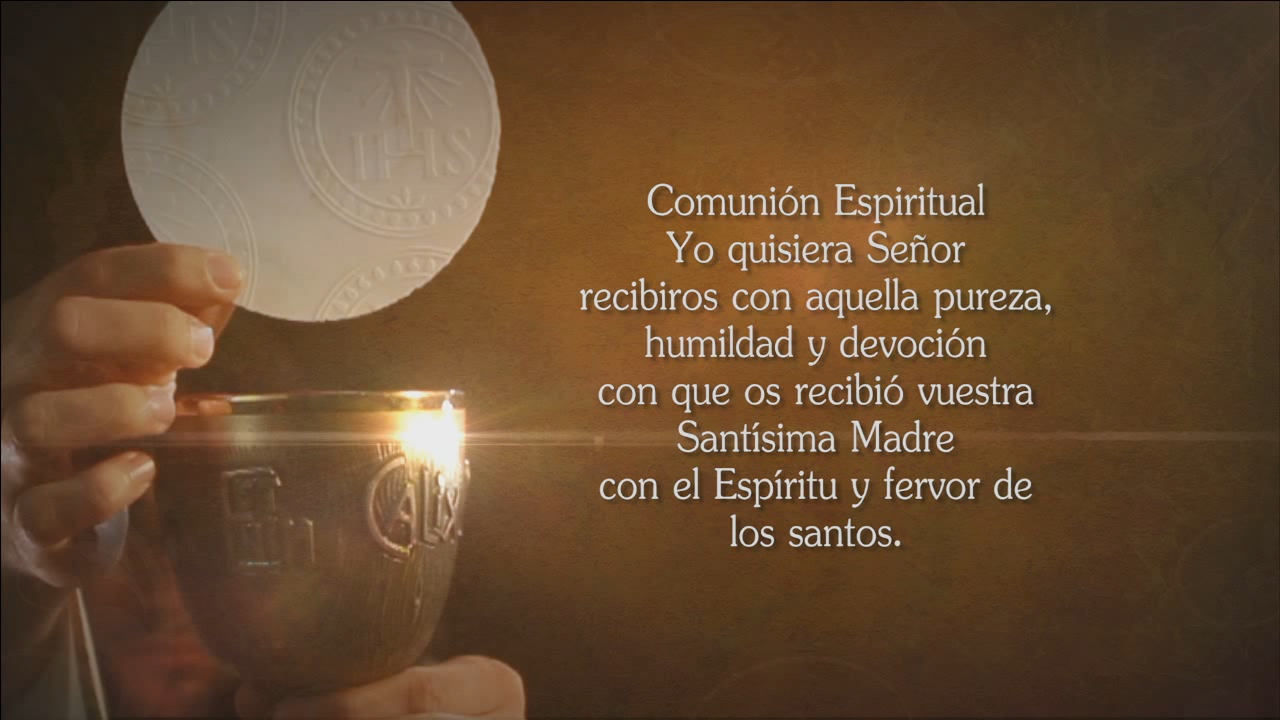 IHS
Comunión Espiritual
Yo quisiera Señor
recibiros con aquella pureza,
humildad y devoción
con que os recibió vuestra
Santísima Madre
con el Espíritu y fervor de
los santos.
CALIX